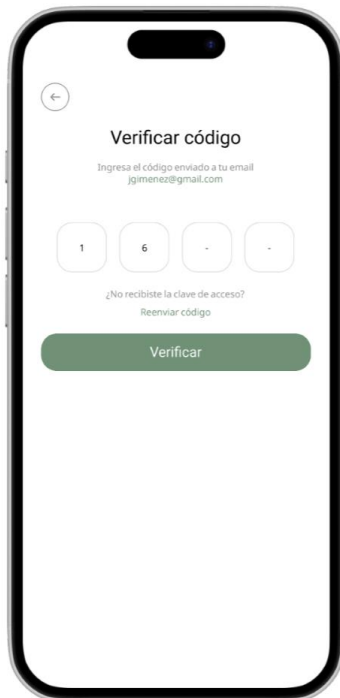 Verificar código
Ingresa el código enviado a tu email
jgimenez@gmail.com
1 6 - -
¿No recibiste la clave de acceso?
Reenviar código
Verificar